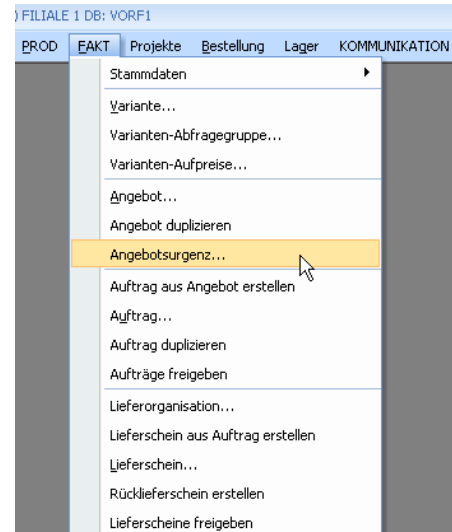 ) FILIALE 1 DB: VORF1
PROD EAKT Projekte Bestellung Lager KOMMUNIKATION
Stammdaten
Variante...
Varianten-Abfragegruppe...
Varianten-Aufpreise...
Angebot...
Angebot duplizieren
Angebotsurgenz...
Auftrag aus Angebot erstellen
Auftrag...
Auftrag duplizieren
Aufträge freigeben
Lieferorganisation...
Lieferschein aus Auftrag erstellen
Lieferschein...
Rücklieferschein erstellen
Lieferscheine freigeben